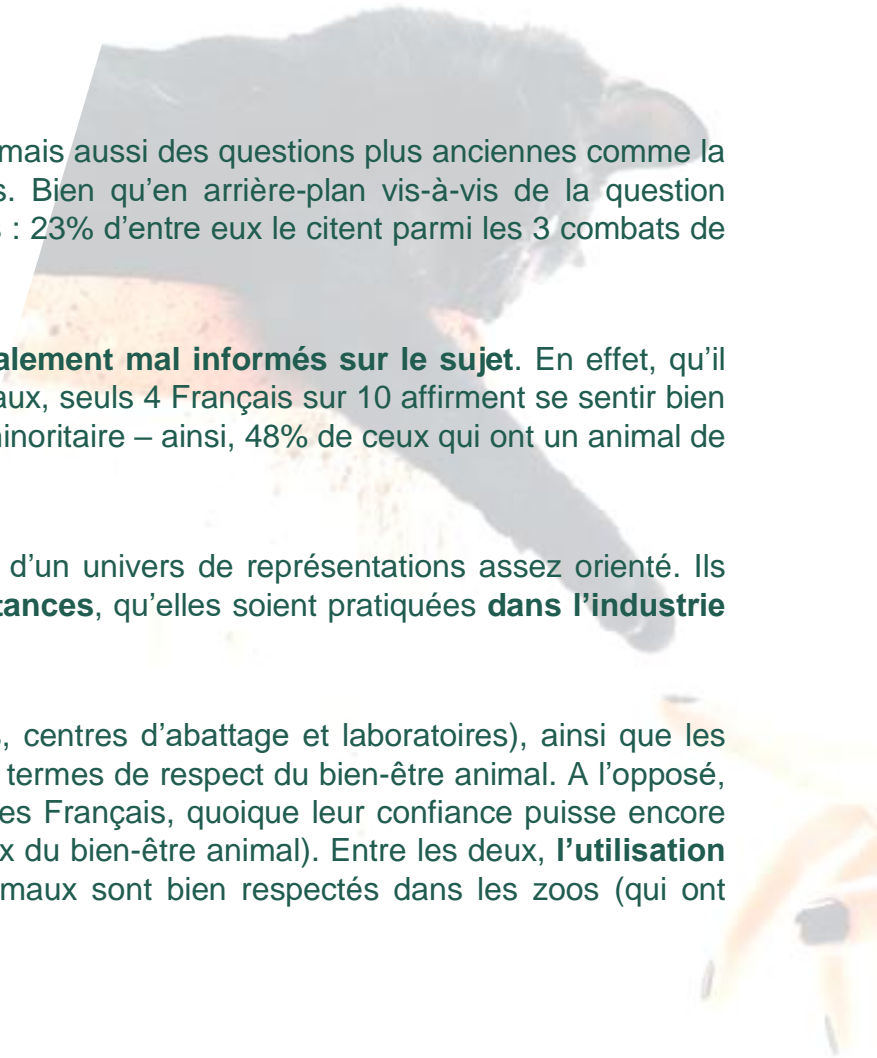 mais aussi des questions plus anciennes comme la
s. Bien qu'en arrière-plan vis-à-vis de la question
: 23% d'entre eux le citent parmi les 3 combats de
alement mal informés sur le sujet. En effet, qu'il
aux, seuls 4 Français sur 10 affirment se sentir bien
minoritaire – ainsi, 48% de ceux qui ont un animal de
d'un univers de représentations assez orienté. Ils
tances, qu'elles soient pratiquées dans l'industrie
, centres d'abattage et laboratoires), ainsi que les
termes de respect du bien-être animal. A l'opposé,
es Français, quoique leur confiance puisse encore
x du bien-être animal). Entre les deux, l'utilisation
maux sont bien respectés dans les zoos (qui ont